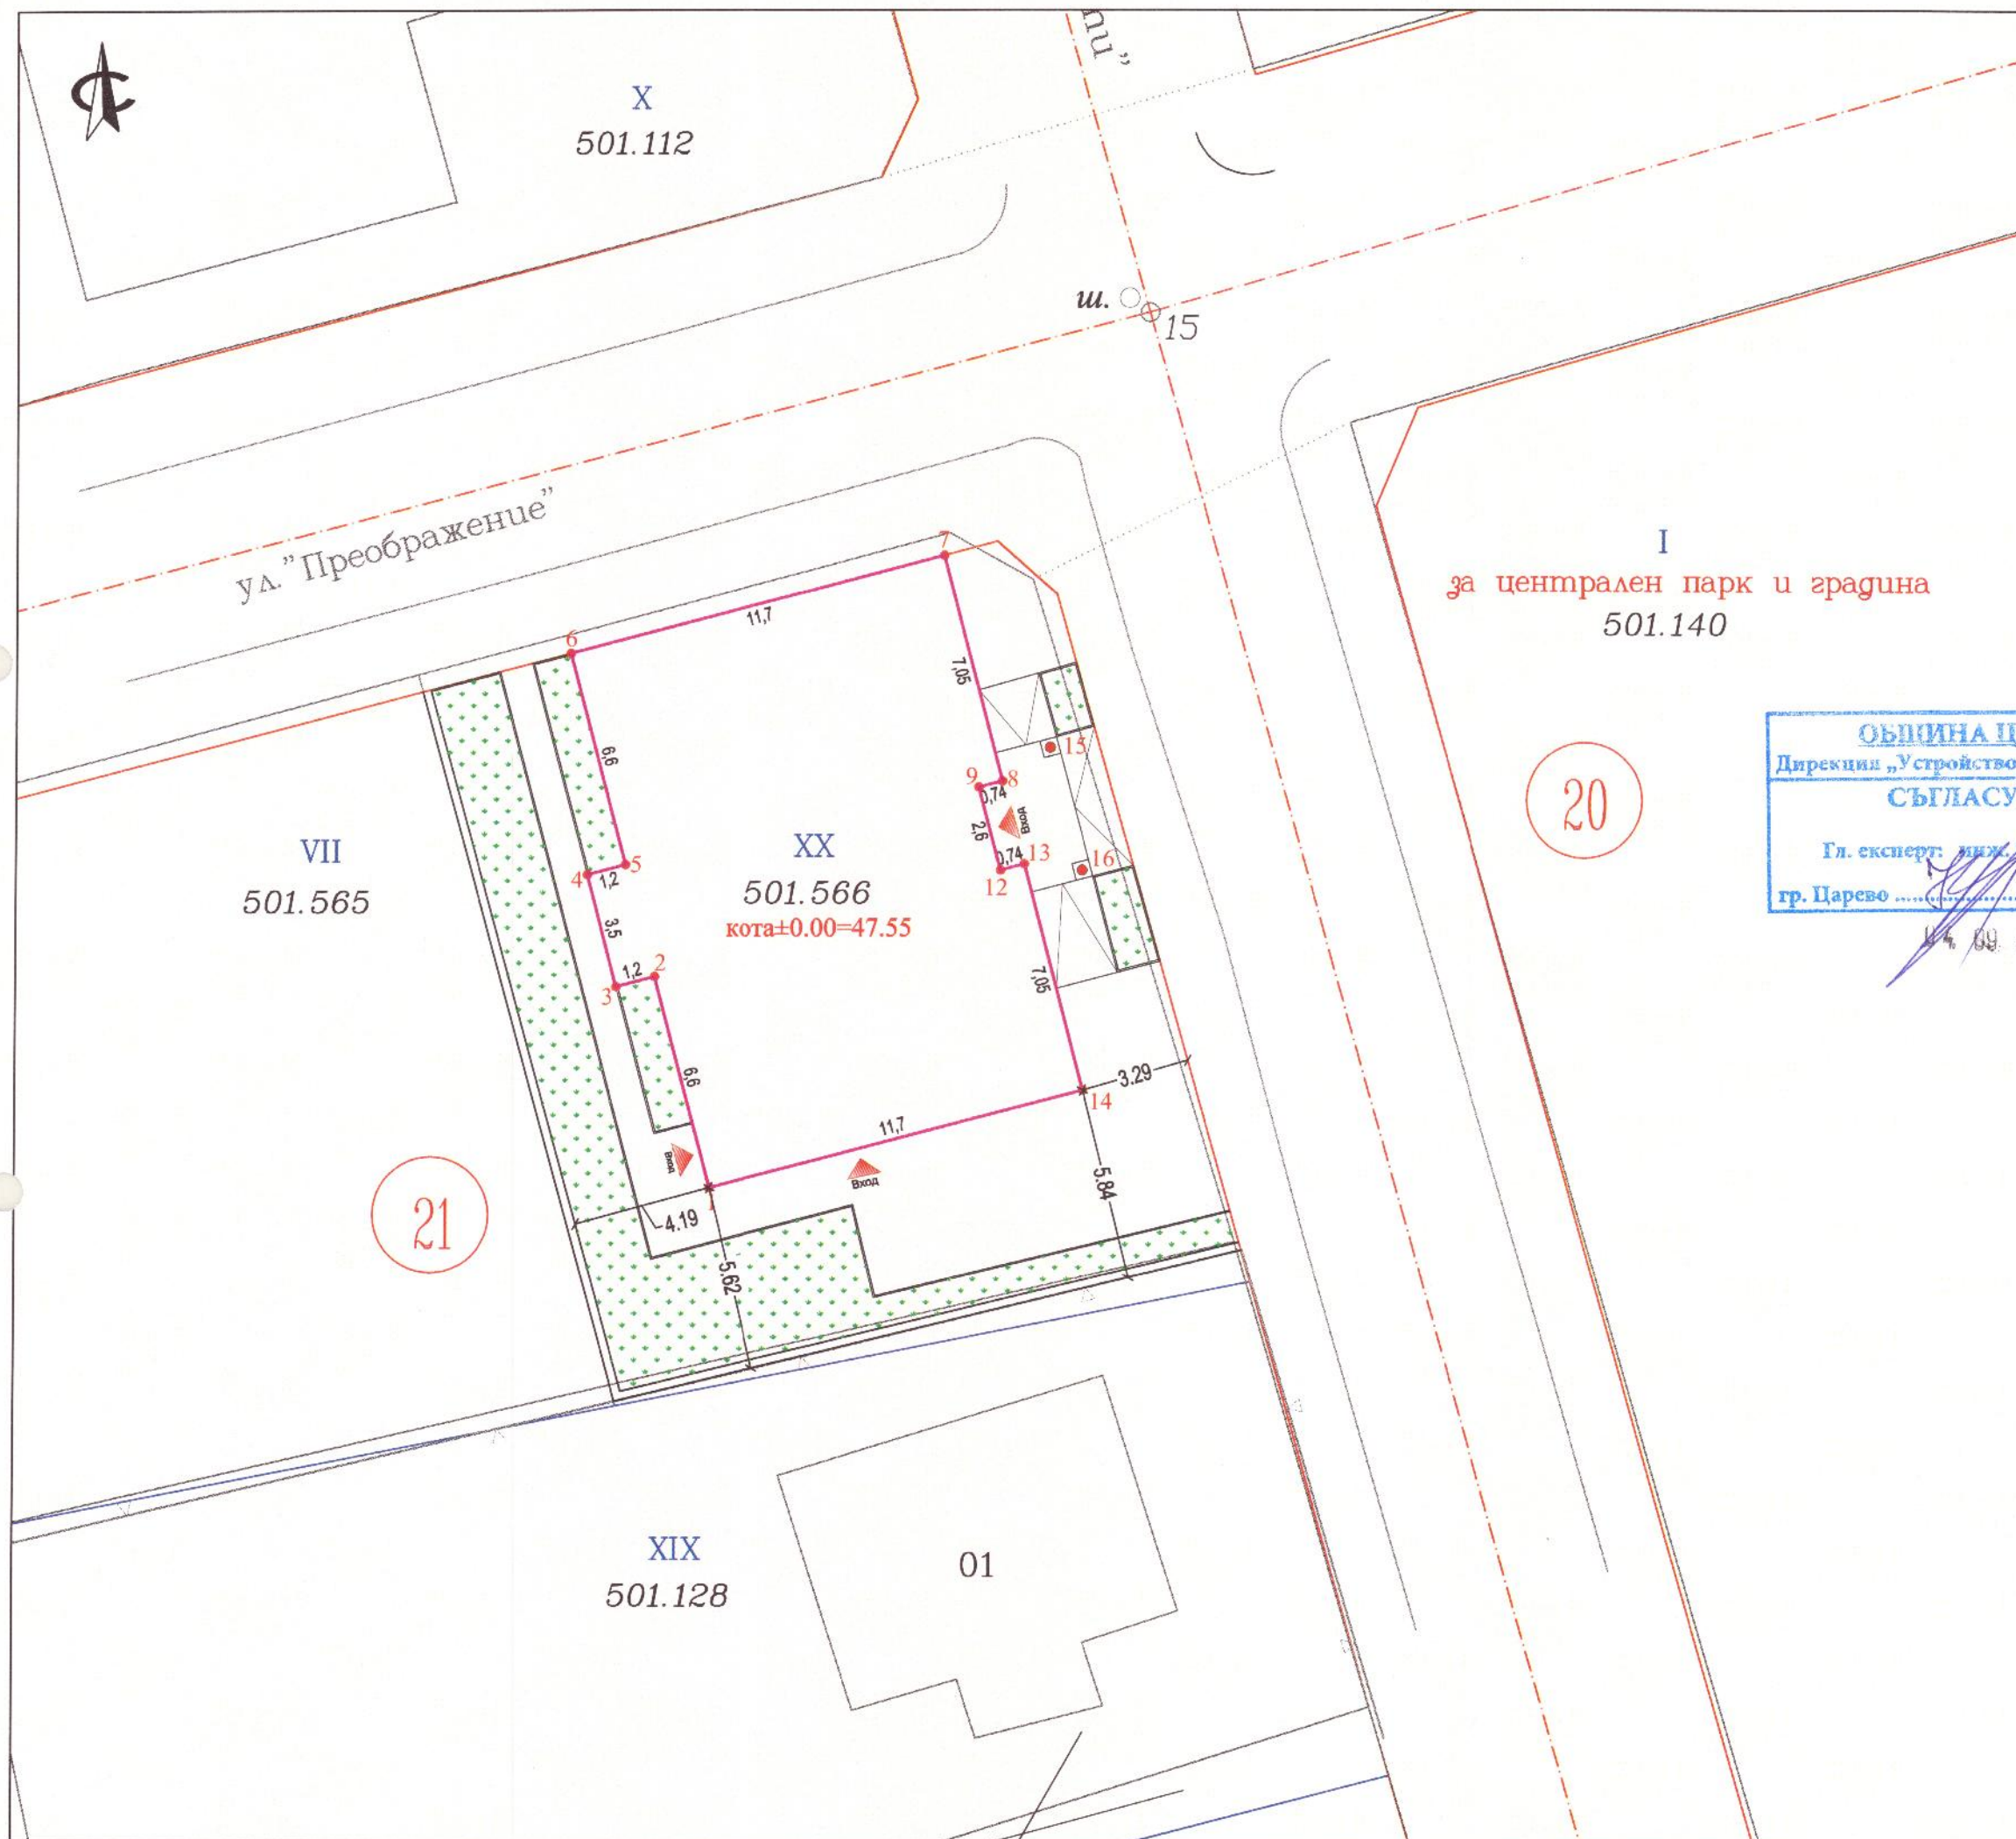 пи"
X
501.112
С
ш.
15
ул."Преображение"
I
за централен парк и градина
501.140
7
11,7
6
7,05
6,6
15
9
8
0,74
Вход
2,6
ОБЩИНА Ц
Дирекция „Устройство
СЪГЛАСУ
Гл. експерт: инж.
гр. Царево
04. 09.
20
VII
501.565
XX
501.566
кота±0.00=47.55
5
4
1,2
0,74
13
16
12
3,5
1,2
2
3
7,05
6,6
3.29
14
11,7
Вход
Вход
1
4.19
5.84
5.62
21
XIX
501.128
01